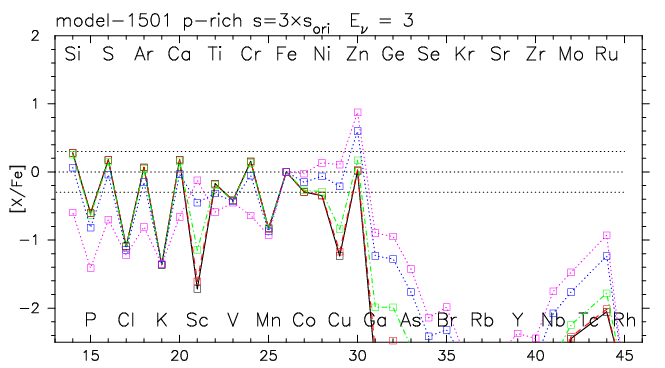 model-1501 p-rich s=3×s_ori E_ν = 3
2
Si S Ar Ca Ti Cr Fe Ni Zn Ge Se Kr Sr Zr Mo Ru
1
0
[X/Fe]
-1
-2
P Cl K Sc V Mn Co Cu Ga As Br Rb Y Nb Tc Rh
15 20 25 30 35 40 45